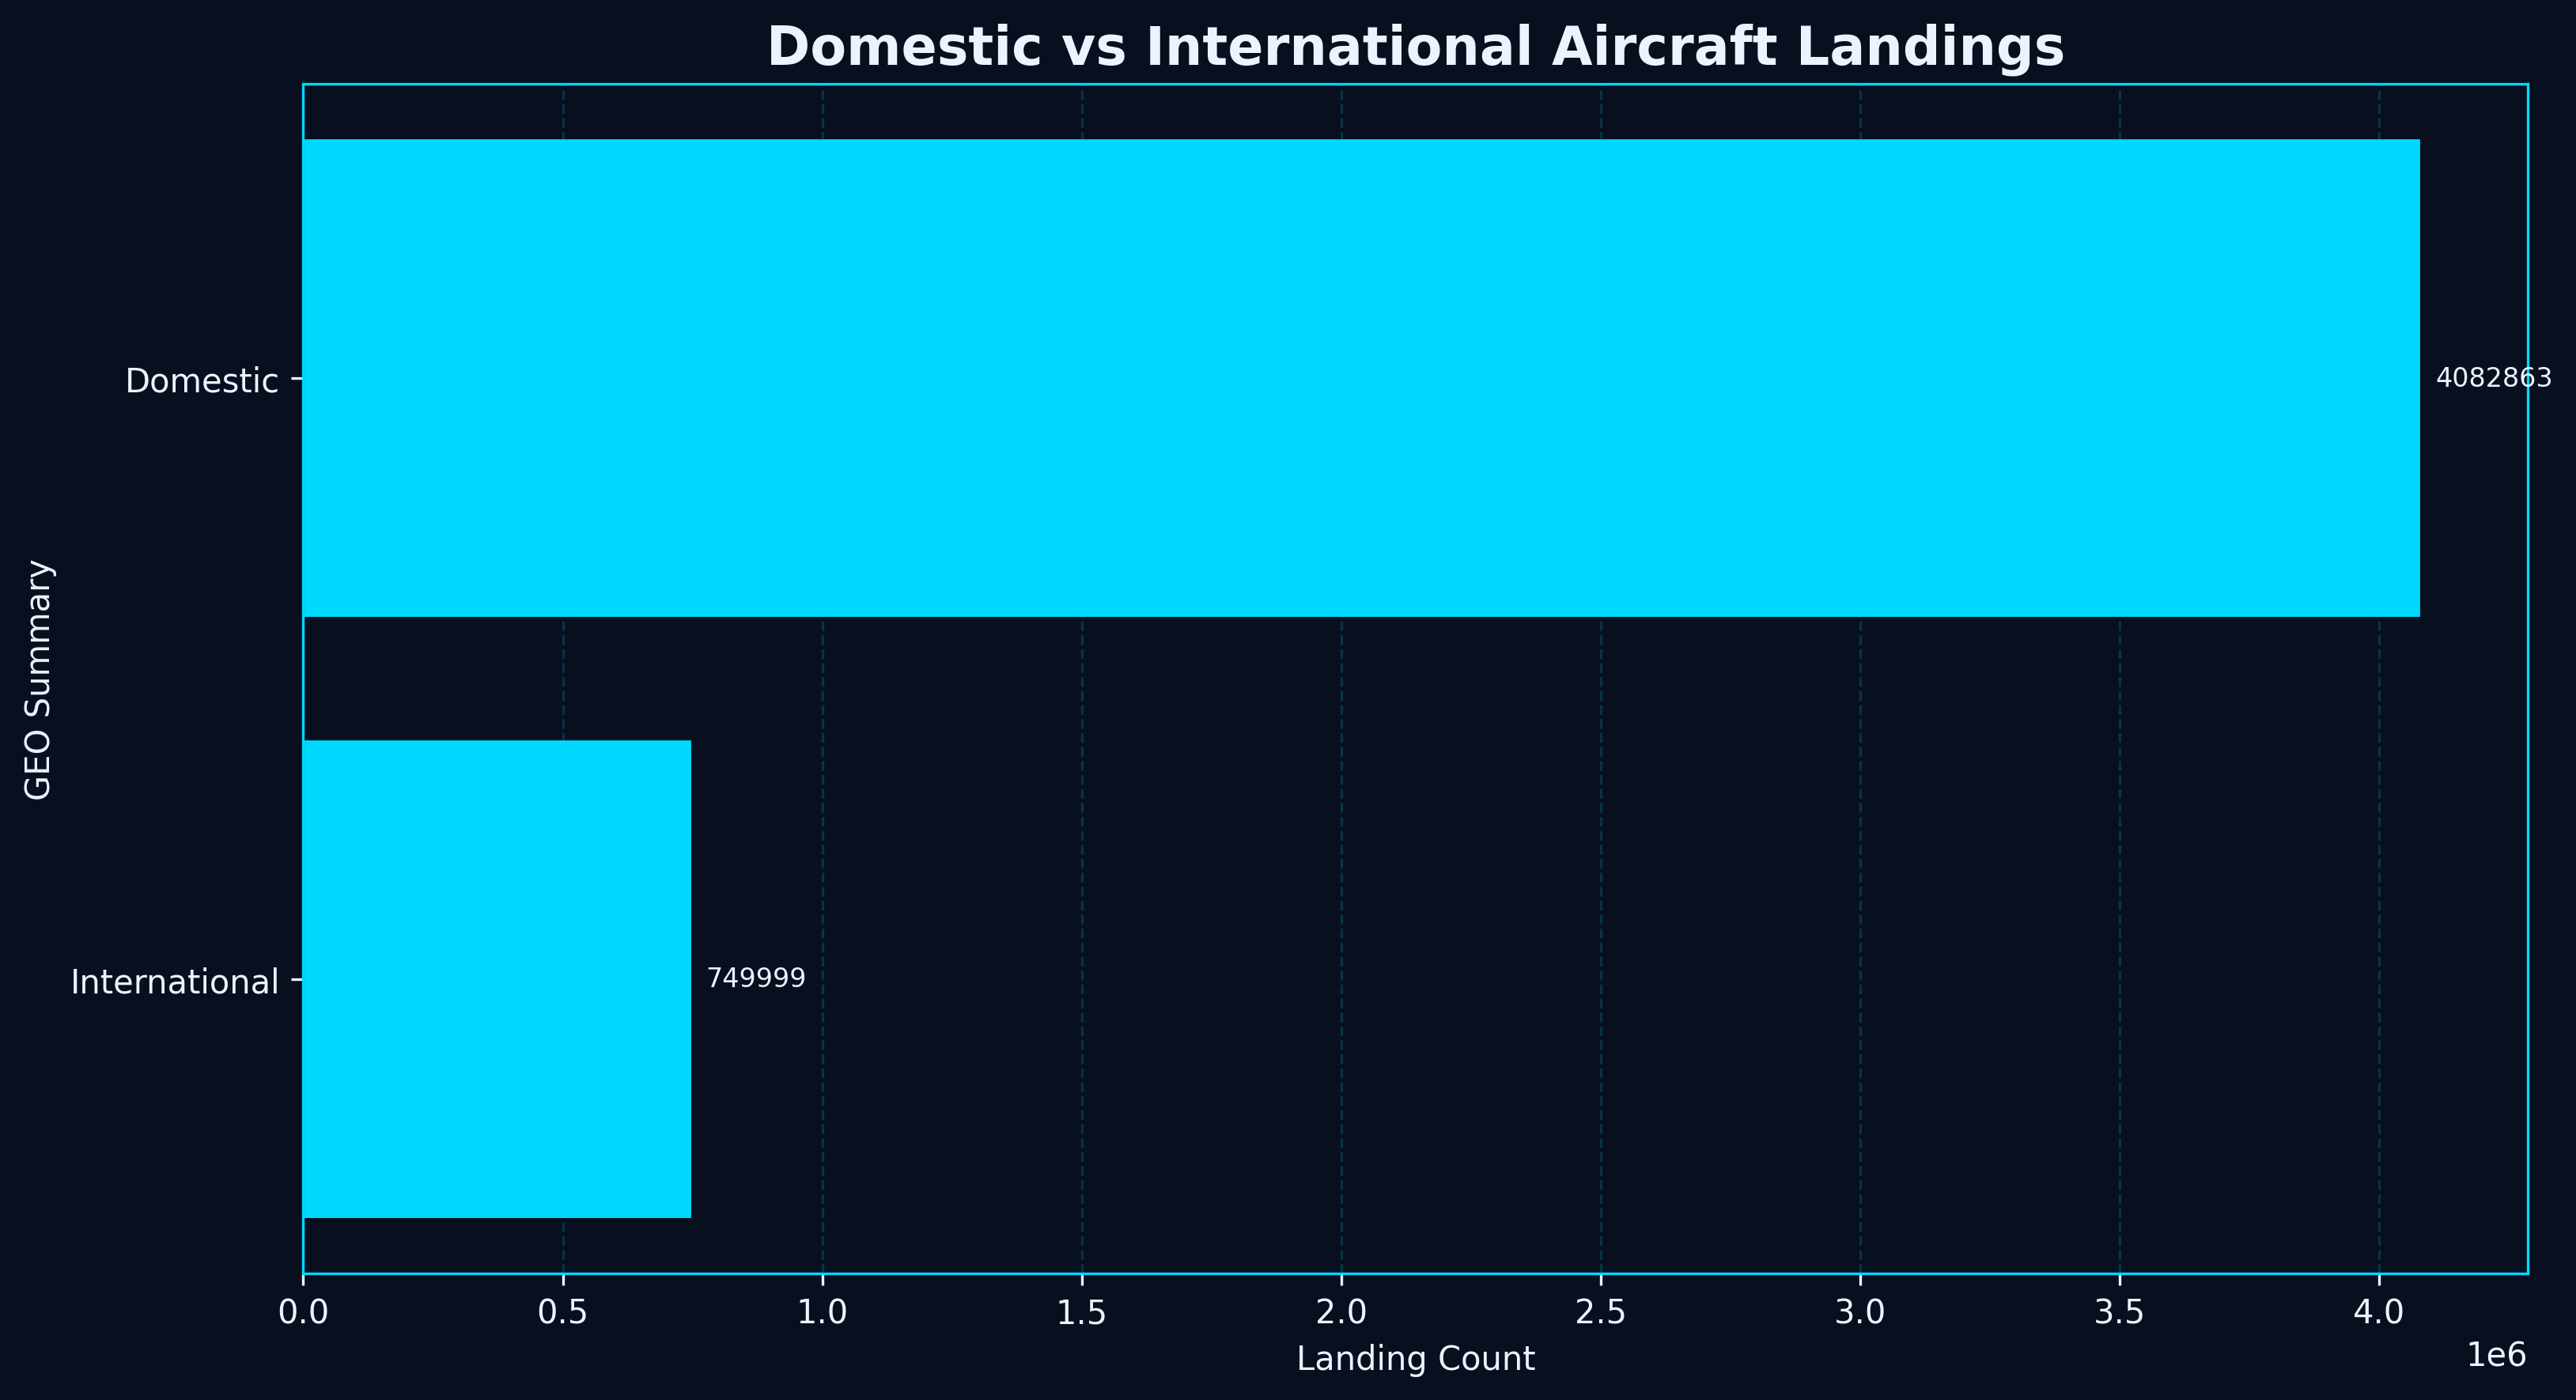 Domestic vs International Aircraft Landings
GEO Summary
Domestic
4082863
International
749999
0.0 0.5 1.0 1.5 2.0 2.5 3.0 3.5 4.0
1e6
Landing Count